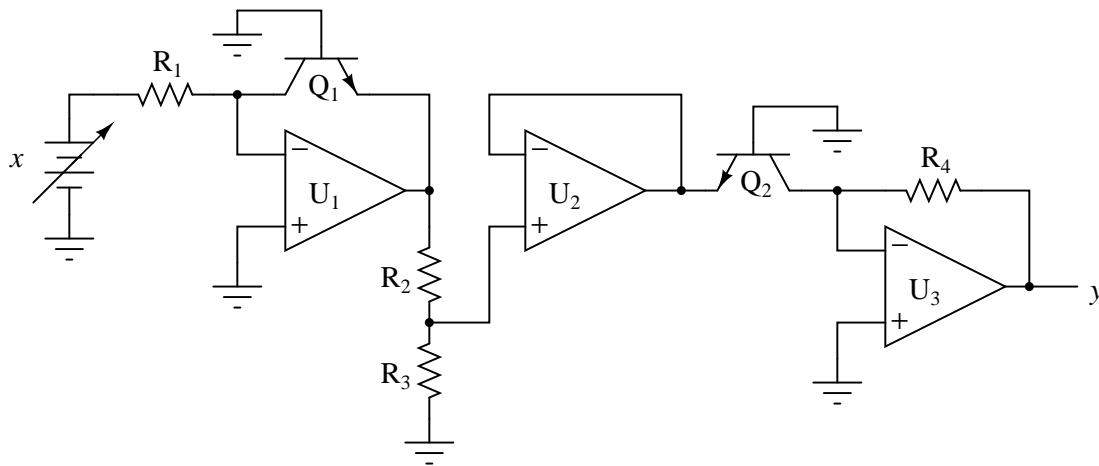 R1
Q1
x
−
U1
+
R2
R3
−
U2
+
Q2
R4
−
U3
+
y